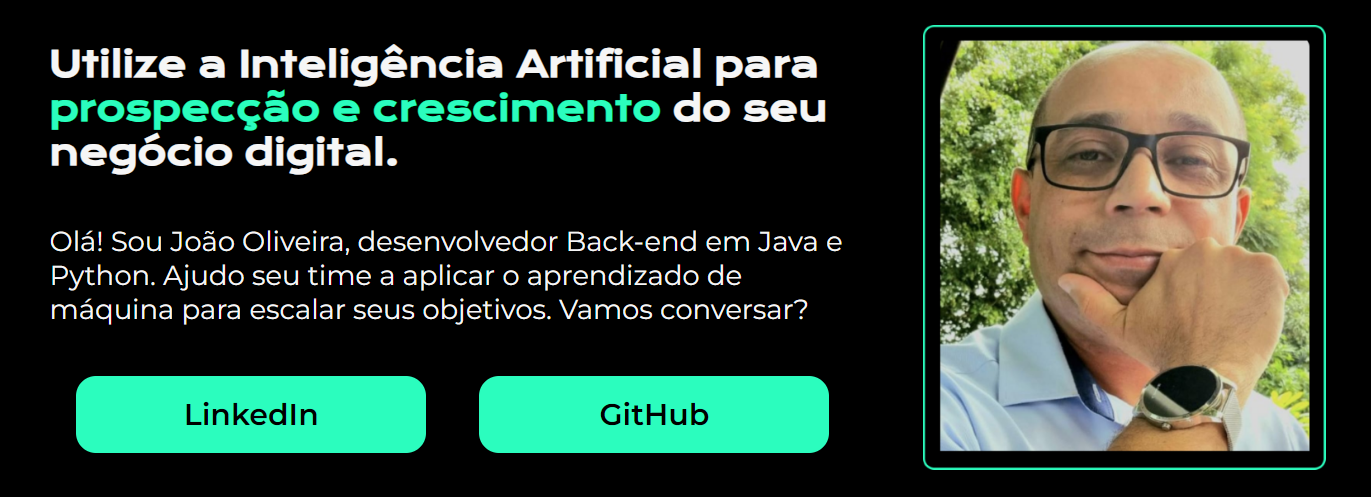 Utilize a Inteligência Artificial para
prospecção e crescimento do seu
negócio digital.
Olá! Sou João Oliveira, desenvolvedor Back-end em Java e
Python. Ajudo seu time a aplicar o aprendizado de
máquina para escalar seus objetivos. Vamos conversar?
LinkedIn
GitHub